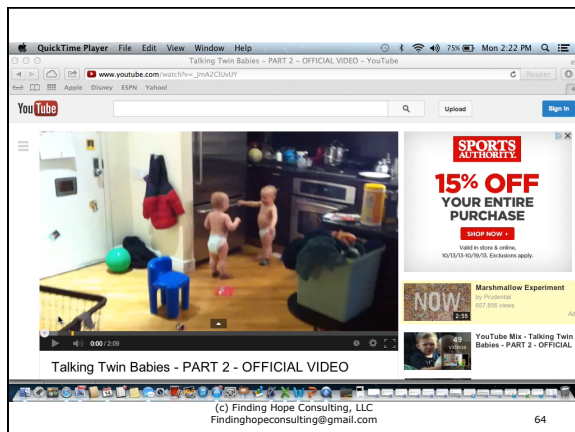 QuickTime Player File Edit View Window Help 75% Mon 2:22 PM
Talking Twin Babies - PART 2 - OFFICIAL VIDEO - YouTube
www.youtube.com/watch?v=_JmA2ClUvUY Reader
Apple Disney ESPN Yahoo!
YouTube Upload Sign in
SPORTS
AUTHORITY.
15% OFF
YOUR ENTIRE
PURCHASE
SHOP NOW
Valid in store & online,
10/13/13-10/19/13. Exclusions apply.
NOW 2:55
Marshmallow Experiment
by Prudential
657,956 views
Ad
49
VIDEOS
YouTube Mix - Talking Twin
Babies - PART 2 - OFFICIAL
0:00 / 2:09
Talking Twin Babies - PART 2 - OFFICIAL VIDEO
(c) Finding Hope Consulting, LLC
Findinghopeconsulting@gmail.com
64